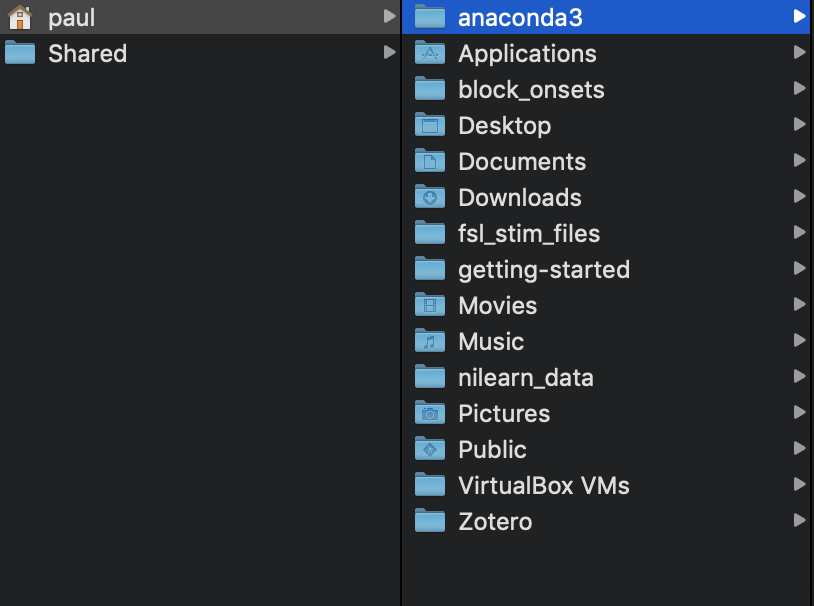 paul
Shared
anaconda3
Applications
block_onsets
Desktop
Documents
Downloads
fsl_stim_files
getting-started
Movies
Music
nilearn_data
Pictures
Public
VirtualBox VMs
Zotero